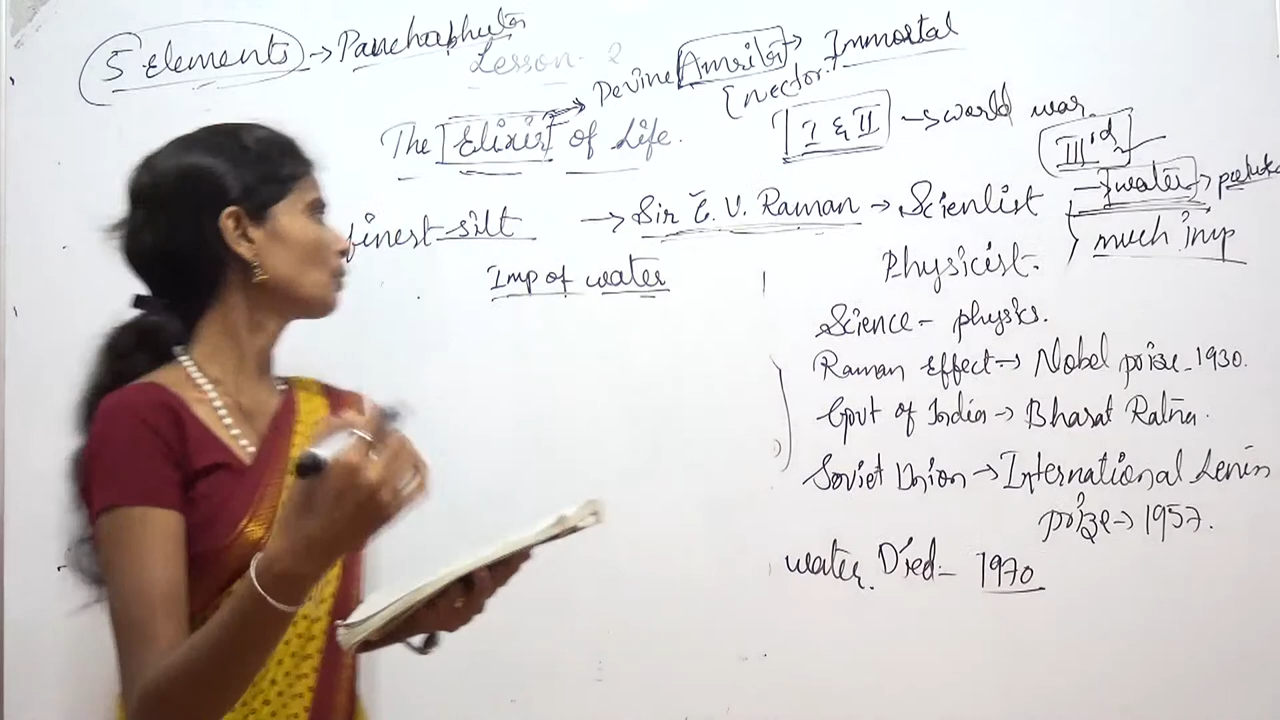 5 Elements → Panchabhuta
Lesson - 2
→ Devine Amrita → Immortal
[nector.]
The Elixir of Life.
I & II → world war
III'd
→ water →
much imp
finest silt
→ Sir C. V. Raman → Scientist
Imp of water
Physicist.
Science - physics.
Raman Effect → Nobel prize - 1930.
Govt of India → Bharat Ratna.
Soviet Union → International Lenin
prize → 1957.
water. Died - 1970